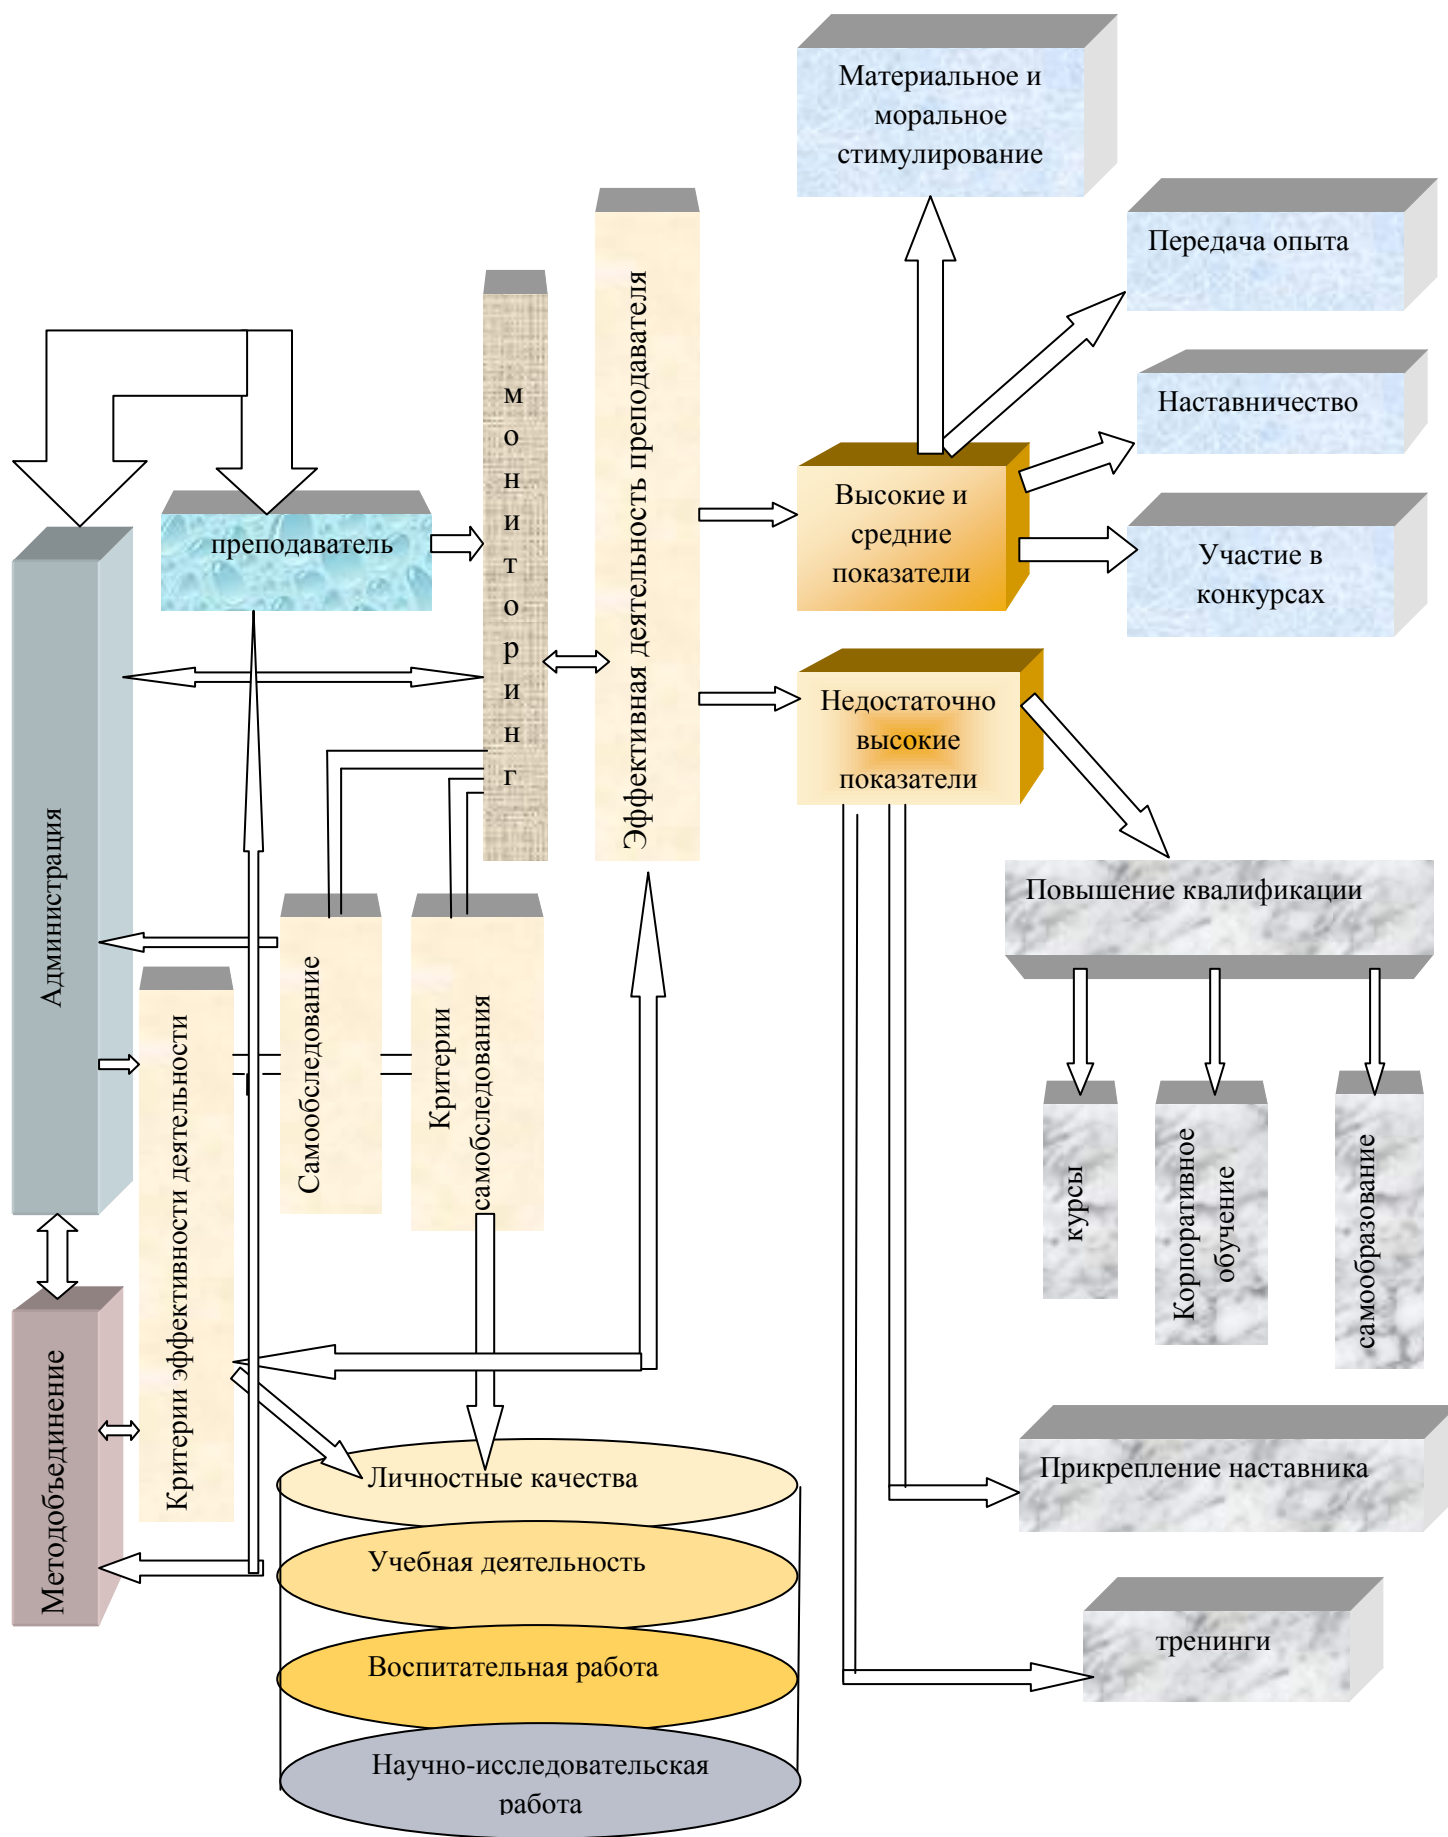 Материальное и
моральное
стимулирование
Передача опыта
Наставничество
Участие в
конкурсах
Высокие и
средние
показатели
Недостаточно
высокие
показатели
Эффективная деятельность преподавателя
мониторинг
преподаватель
Администрация
Методобъединение
Критерии эффективности деятельности
Самообследование
Критерии
самобследования
Повышение квалификации
курсы
Корпоративное
обучение
самообразование
Прикрепление наставника
тренинги
Личностные качества
Учебная деятельность
Воспитательная работа
Научно-исследовательская
работа